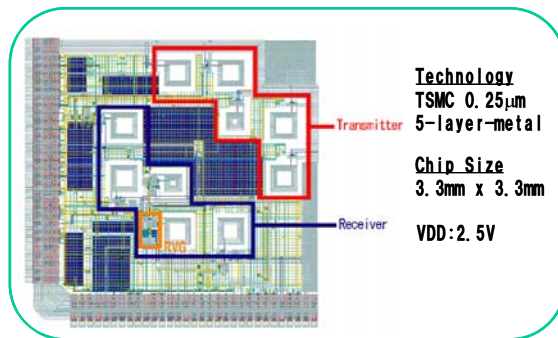 Technology
TSMC 0.25μm
5-layer-metal
Transmitter
Chip Size
3.3mm x 3.3mm
Receiver
VDD:2.5V
RVG